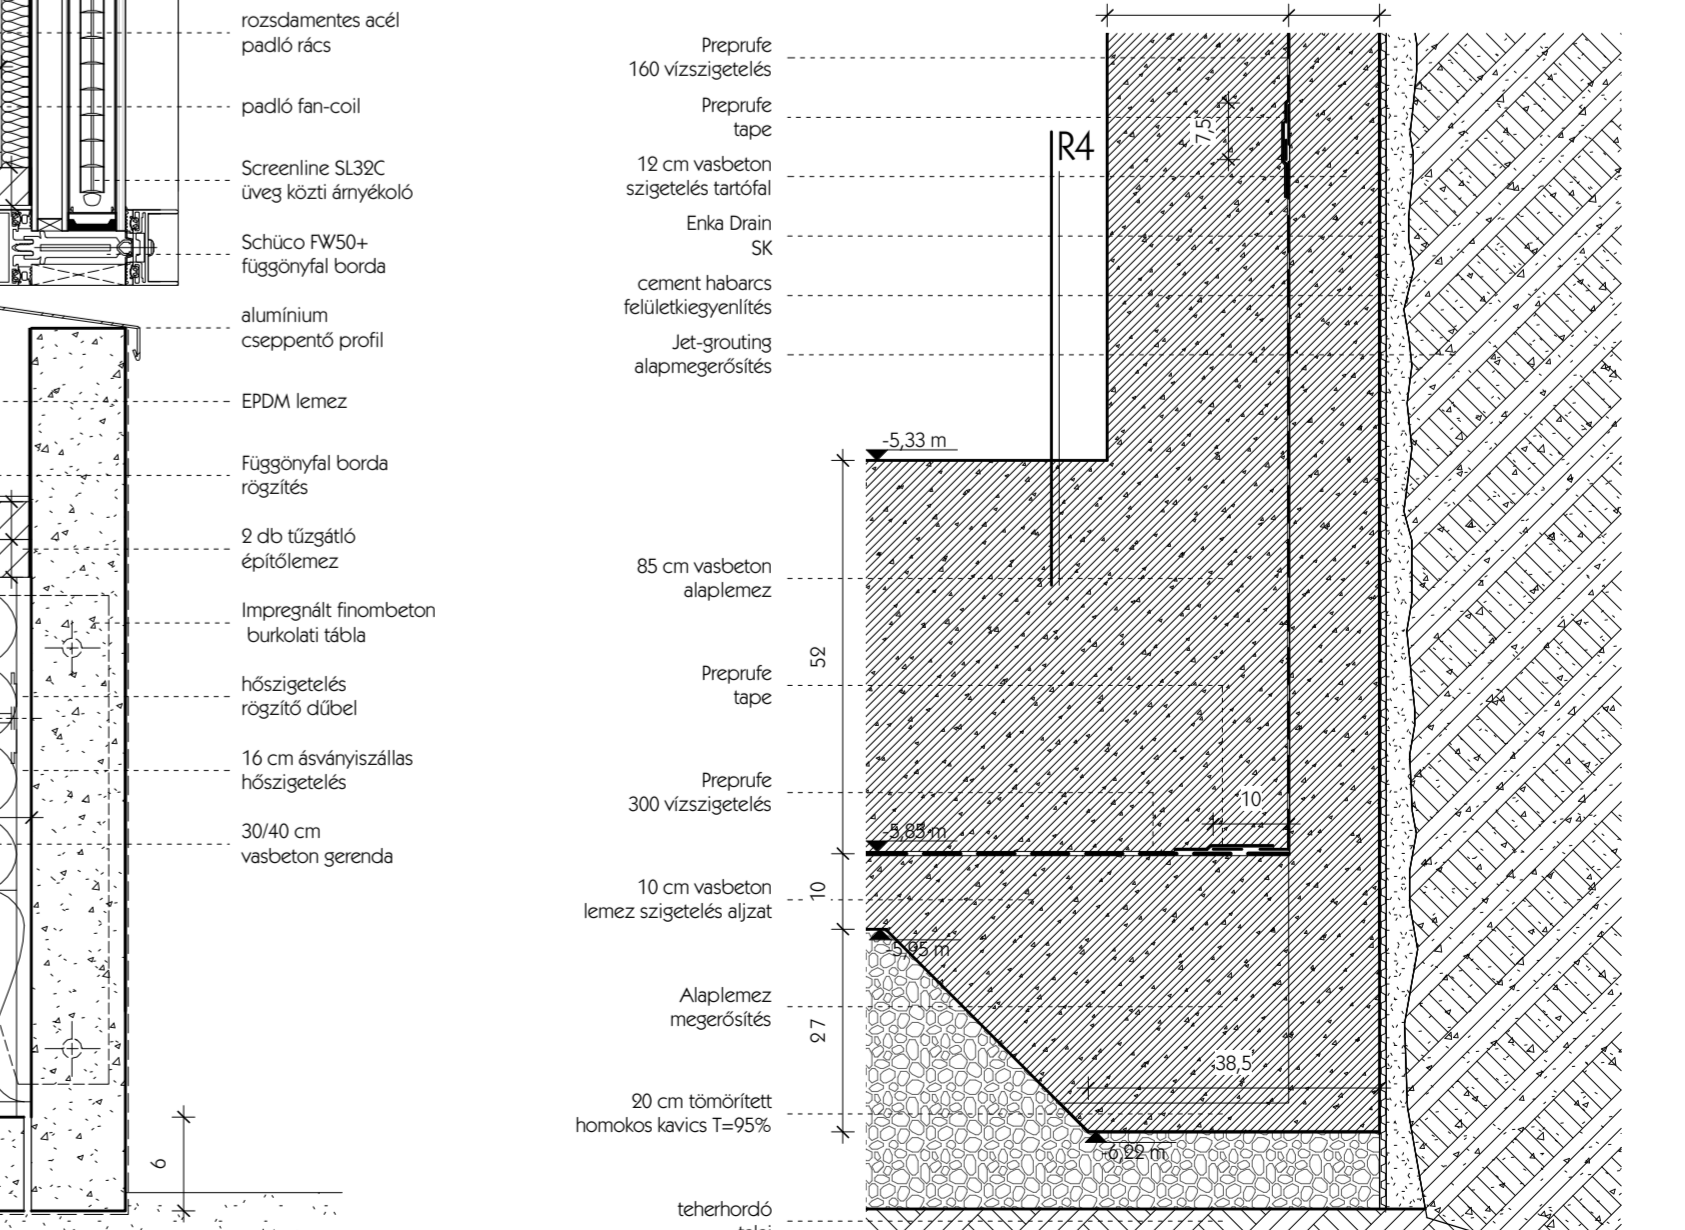 rozsdamentes acél
padló rács
padló fan-coil
Screenline SL32C
üveg közti árnyékoló
Schüco FW50+
függönyfal borda
alumínium
cseppentő profil
EPDM lemez
Függönyfal borda
rögzítés
2 db tűzgátló
építőlemez
Impregnált finombeton
burkolati tábla
hőszigetelés
rögzítő dűbel
16 cm ásványiszállas
hőszigetelés
30/40 cm
vasbeton gerenda
6
Preprufe
160 vízszigetelés
Preprufe
tape
12 cm vasbeton
szigetelés tartófal
Enka Drain
SK
cement habarcs
felületkiegyenlítés
Jet-grouting
alapmegerősítés
85 cm vasbeton
alaplemez
Preprufe
tape
Preprufe
300 vízszigetelés
10 cm vasbeton
lemez szigetelés aljzat
Alaplemez
megerősítés
20 cm tömörített
homokos kavics T=95%
teherhordó
talaj
52
10
27
R4
7,5
-5,33 m
10
-5,85 m
-5,95 m
38,5
-6,22 m